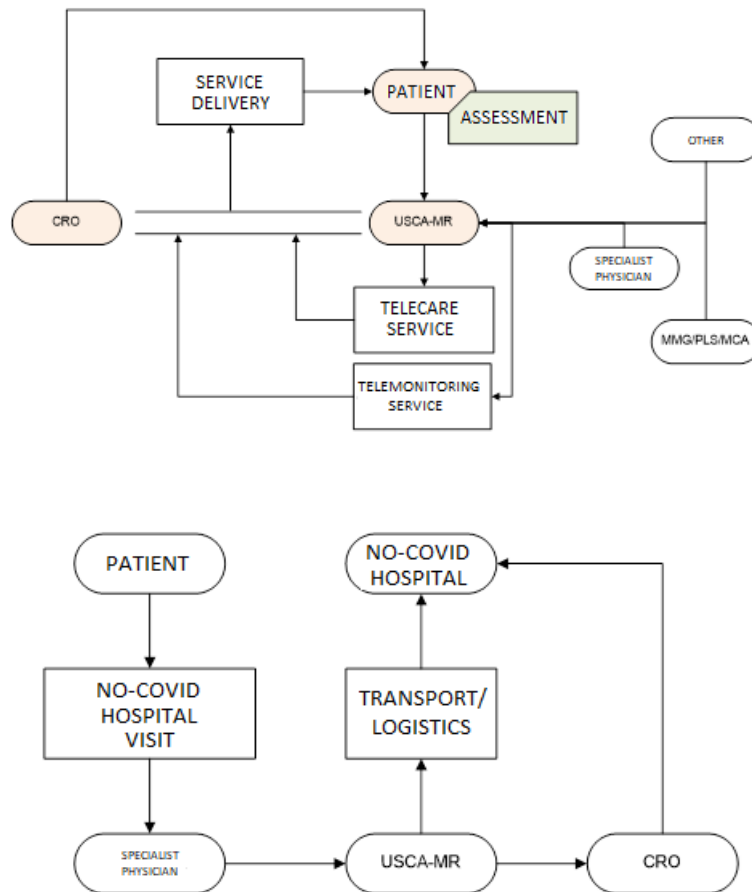 SERVICE
DELIVERY
PATIENT
ASSESSMENT
OTHER
CRO
USCA-MR
SPECIALIST
PHYSICIAN
TELECARE
SERVICE
MMG/PLS/MCA
TELEMONITORING
SERVICE
PATIENT
NO-COVID
HOSPITAL
NO-COVID
HOSPITAL
VISIT
TRANSPORT/
LOGISTICS
SPECIALIST
PHYSICIAN
USCA-MR
CRO